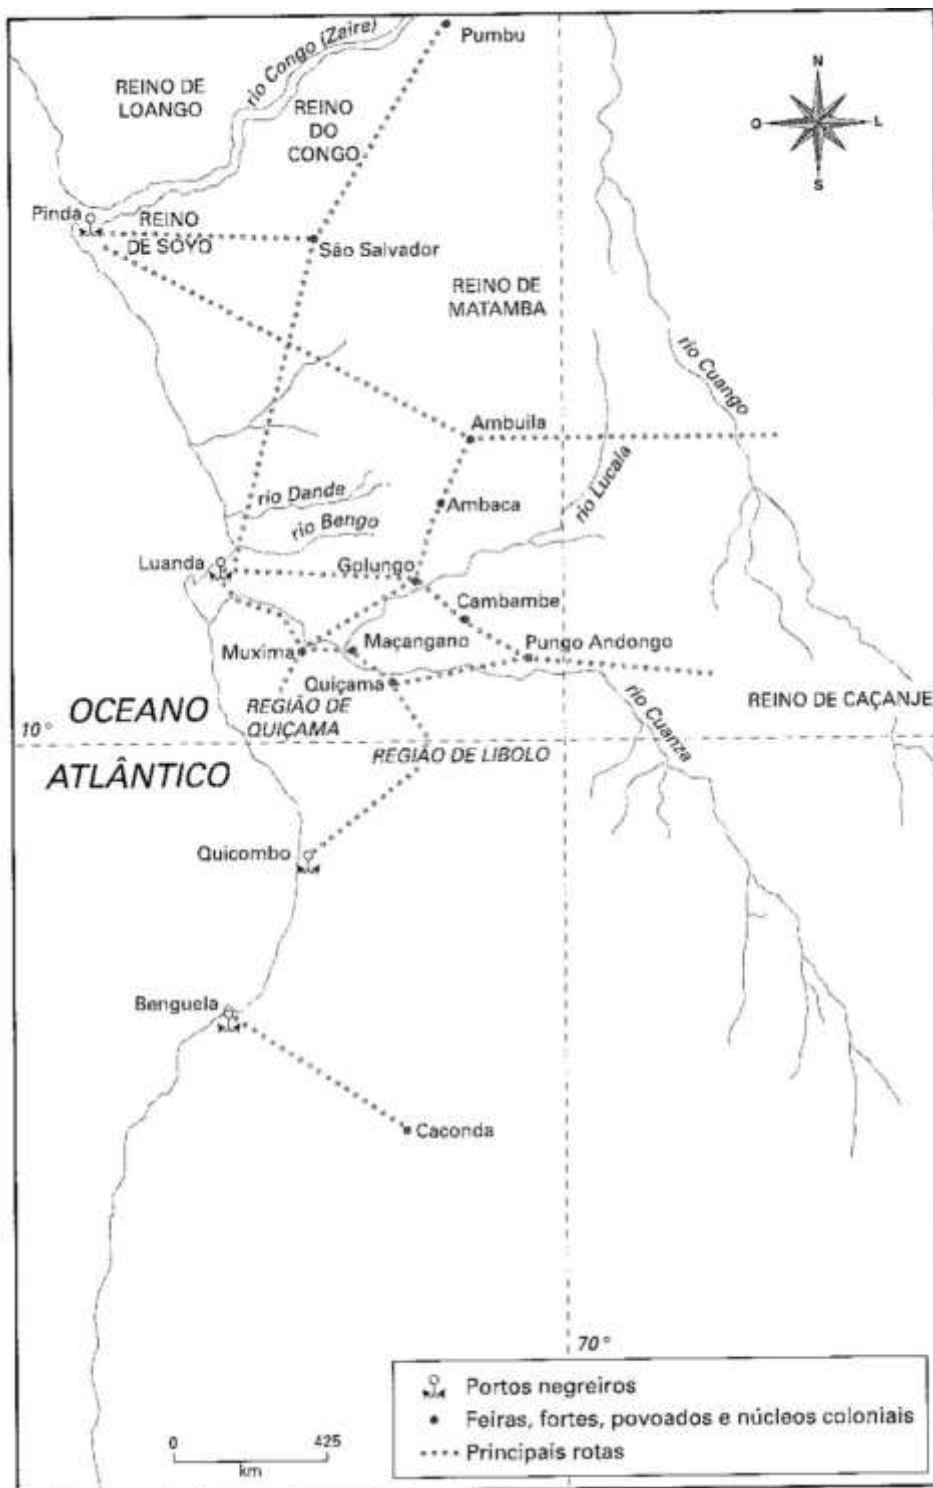 Pumbu
rio Congo (Zaire)
REINO DE
LOANGO
REINO
DO
CONGO
N
O
L
S
Pinda
REINO
DE SOYO
São Salvador
REINO DE
MATAMBA
rio Cuango
Ambuila
rio Lucala
rio Dande
Ambaca
rio Bengo
Luanda
Golungo
Cambambe
Muxima
Maçangano
Pungo Andongo
Quiçama
REGIÃO DE
QUIÇAMA
rio Cuanza
REINO DE CAÇANJE
OCEANO
10°
REGIÃO DE LIBOLO
ATLÂNTICO
Quicombo
Benguela
Caconda
70°
Portos negreiros
Feiras, fortes, povoados e núcleos coloniais
Principais rotas
0
425
km